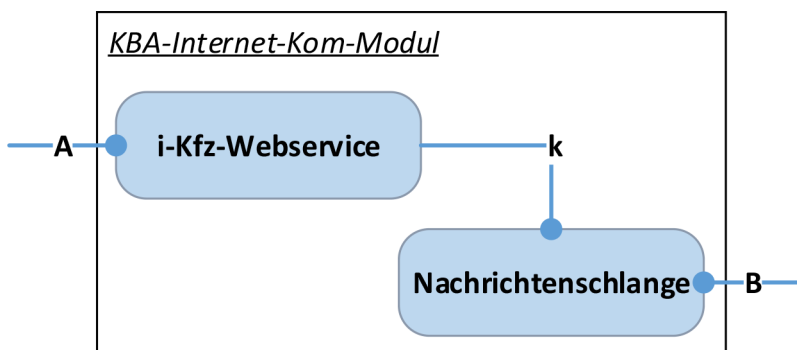 KBA-Internet-Kom-Modul
A
i-Kfz-Webservice
k
Nachrichtenschlange
B